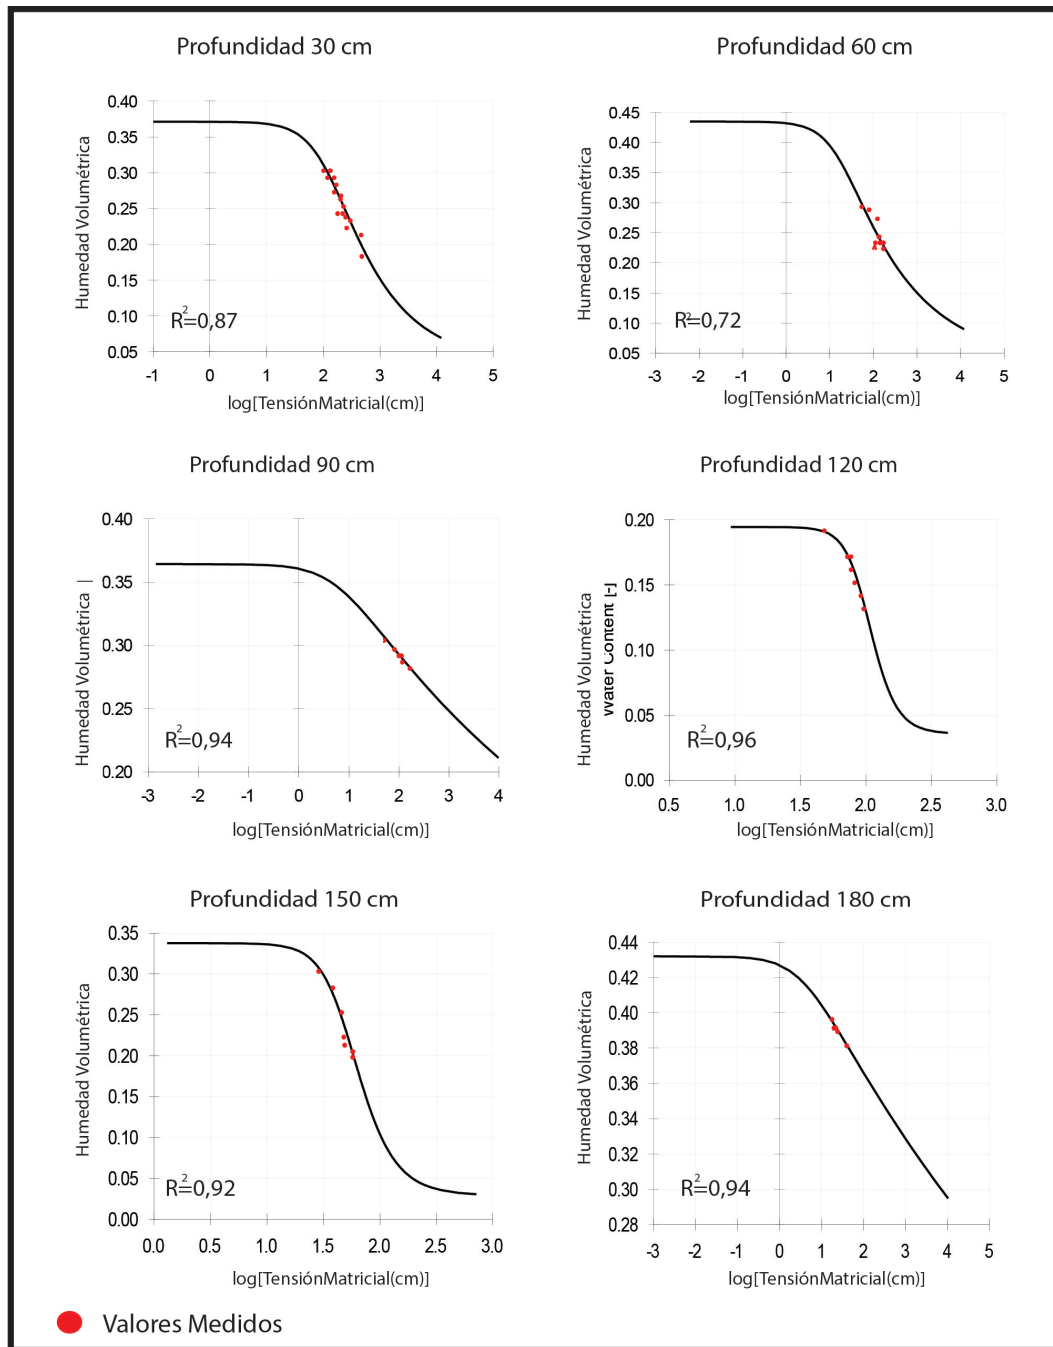 Profundidad 30 cm
Humedad Volumétrica
0.40
0.35
0.30
0.25
0.20
0.15
0.10
0.05
R²=0,87
-1 0 1 2 3 4 5
log[TensiónMatricial(cm)]
Profundidad 60 cm
Humedad Volumétrica
0.45
0.40
0.35
0.30
0.25
0.20
0.15
0.10
0.05
R²=0,72
-3 -2 -1 0 1 2 3 4 5
log[TensiónMatricial(cm)]
Profundidad 90 cm
Humedad Volumétrica |
0.40
0.35
0.30
0.25
0.20
R²=0,94
-3 -2 -1 0 1 2 3 4
log[TensiónMatricial(cm)]
Profundidad 120 cm
Humedad Volumétrica
Water Content [-]
0.20
0.15
0.10
0.05
0.00
R²=0,96
0.5 1.0 1.5 2.0 2.5 3.0
log[TensiónMatricial(cm)]
Profundidad 150 cm
Humedad Volumétrica
0.35
0.30
0.25
0.20
0.15
0.10
0.05
0.00
R²=0,92
0.0 0.5 1.0 1.5 2.0 2.5 3.0
log[TensiónMatricial(cm)]
Profundidad 180 cm
Humedad Volumétrica
0.44
0.42
0.40
0.38
0.36
0.34
0.32
0.30
0.28
R²=0,94
-3 -2 -1 0 1 2 3 4 5
log[TensiónMatricial(cm)]
Valores Medidos